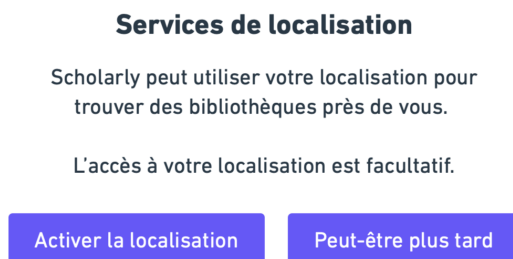 Services de localisation
Scholarly peut utiliser votre localisation pour
trouver des bibliothèques près de vous.
L’accès à votre localisation est facultatif.
Activer la localisation
Peut-être plus tard